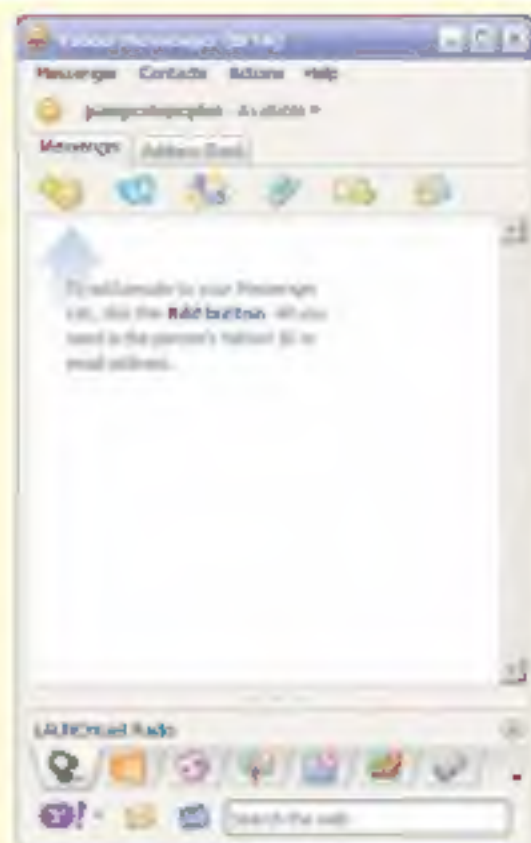 Yahoo! Messenger (BETA)
Messenger Contacts Actions Help
Available
Messenger Address Book
To add people to your Messenger
List, click the Add button. All you
need is the person's Yahoo! ID or
email address.
LAUNCHcast Radio
Y!
Search the web